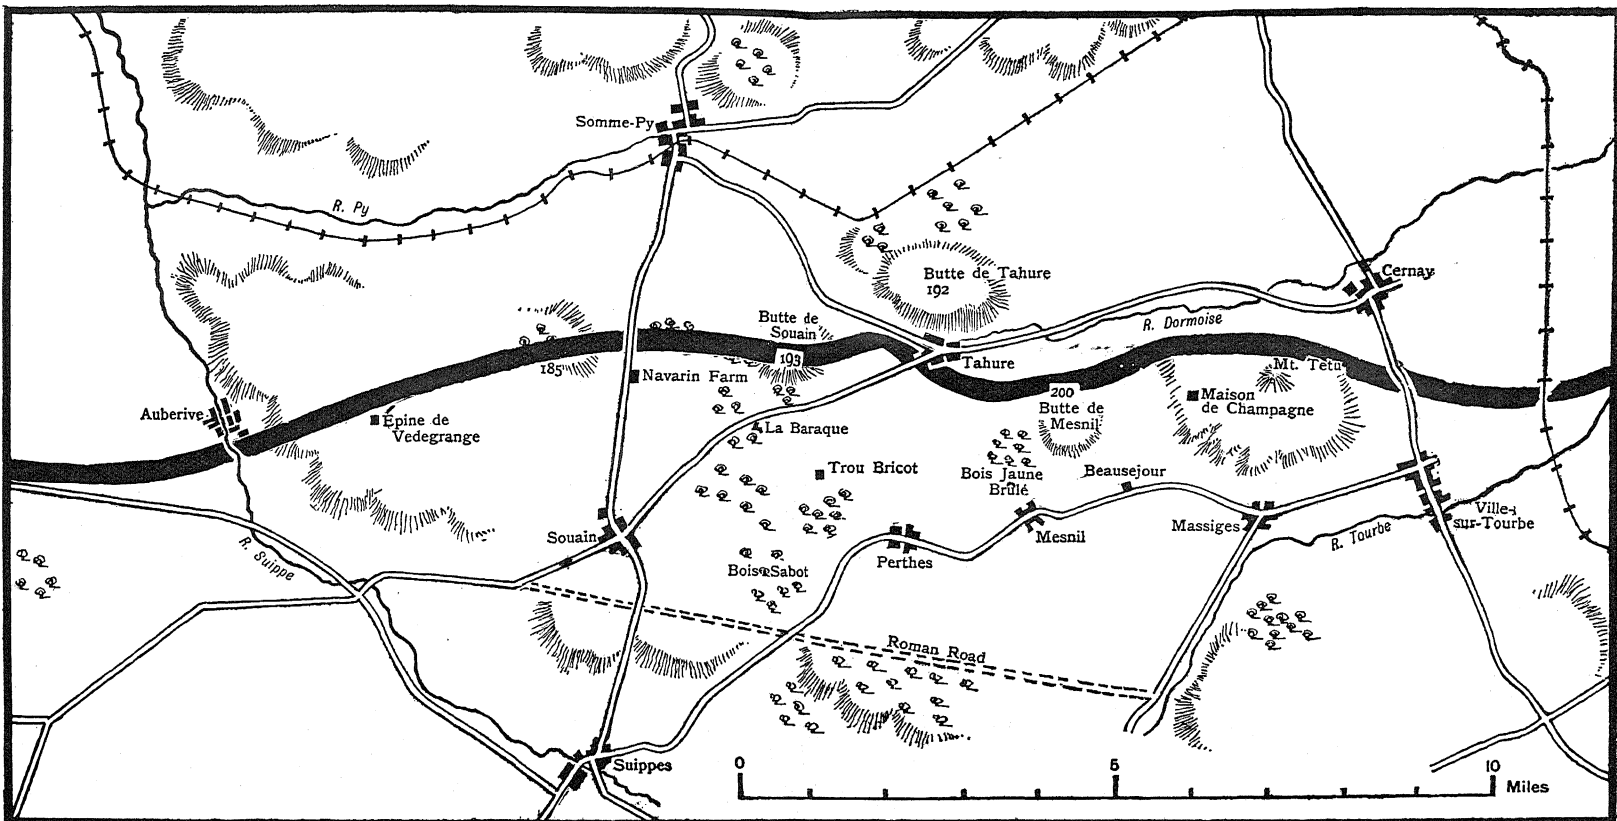 Somme-Py
R. Py
Butte de Tahure
192
Cernay
Butte de
Souain
R. Dormoise
193
185
Navarin Farm
Tahure
Mt. Tetu
200
Maison
de Champagne
Auberive
Épine de
Vedegrange
Butte de
Mesnil
La Baraque
Trou Bricot
Bois Jaune
Brûlé
Beausejour
Souain
Massiges
Ville-
sur-Tourbe
Mesnil
R. Tourbe
R. Suippe
Perthes
Bois Sabot
Roman Road
Suippes
0
5
10
Miles